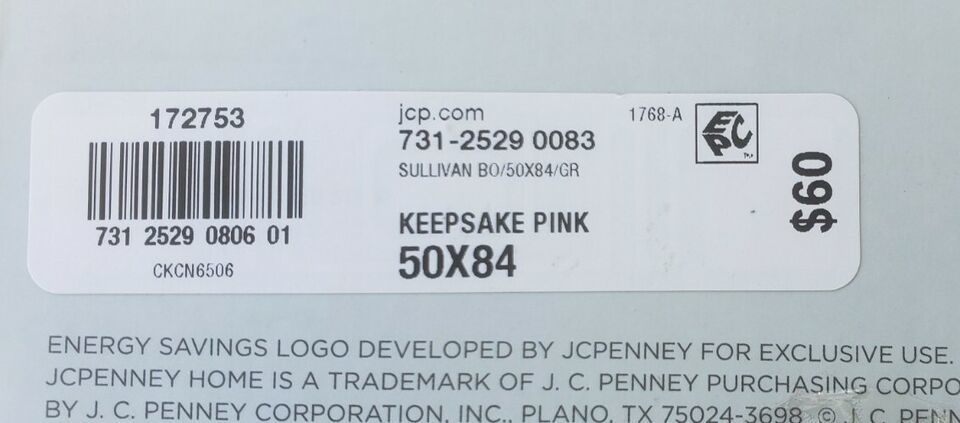 172753
731 2529 0806 01
CKCN6506
jcp.com
731-2529 0083
SULLIVAN BO/50X84/GR
KEEPSAKE PINK
50X84
1768-A
EPC
$60
ENERGY SAVINGS LOGO DEVELOPED BY JCPENNEY FOR EXCLUSIVE USE.
JCPENNEY HOME IS A TRADEMARK OF J. C. PENNEY PURCHASING CORPO
BY J. C. PENNEY CORPORATION, INC., PLANO, TX 75024-3698 © J. C. PENN